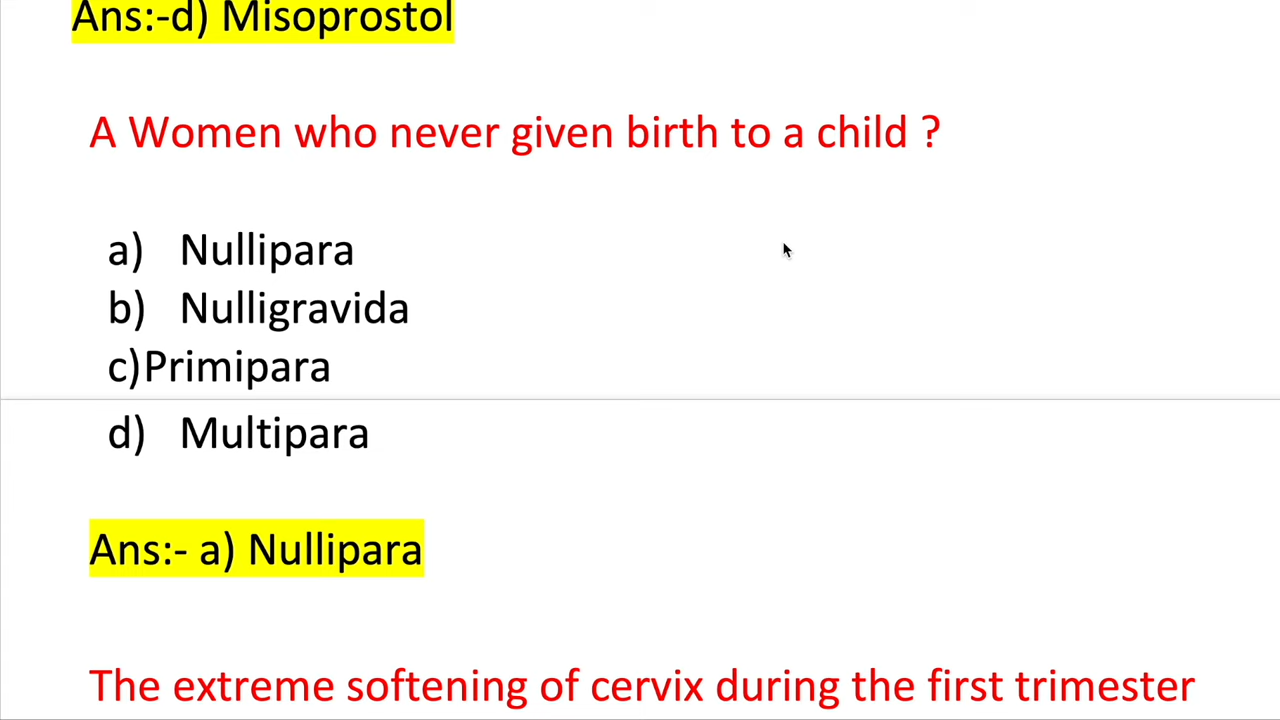 Ans:-d) Misoprostol
A Women who never given birth to a child ?
a) Nullipara
b) Nulligravida
c)Primipara
d) Multipara
Ans:- a) Nullipara
The extreme softening of cervix during the first trimester